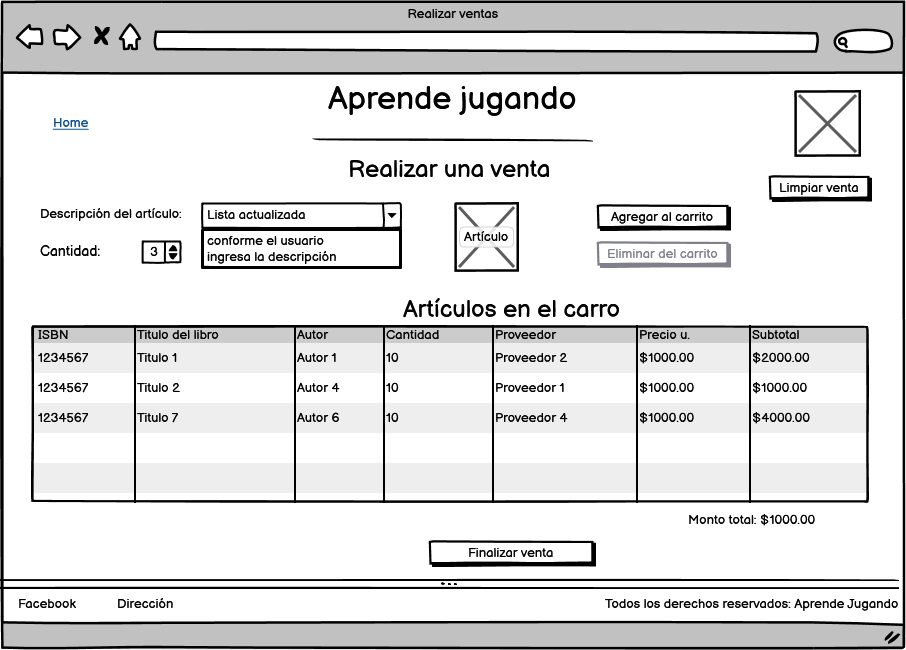 Realizar ventas
Aprende jugando
Home
Realizar una venta
Limpiar venta
Descripción del artículo:
Lista actualizada
Artículo
Agregar al carrito
Cantidad:
3
conforme el usuario
ingresa la descripción
Eliminar del carrito
Artículos en el carro
ISBN Titulo del libro Autor Cantidad Proveedor Precio u. Subtotal
1234567 Titulo 1 Autor 1 10 Proveedor 2 $1000.00 $2000.00
1234567 Titulo 2 Autor 4 10 Proveedor 1 $1000.00 $1000.00
1234567 Titulo 7 Autor 6 10 Proveedor 4 $1000.00 $4000.00
Monto total: $1000.00
Finalizar venta
Facebook Dirección Todos los derechos reservados: Aprende Jugando